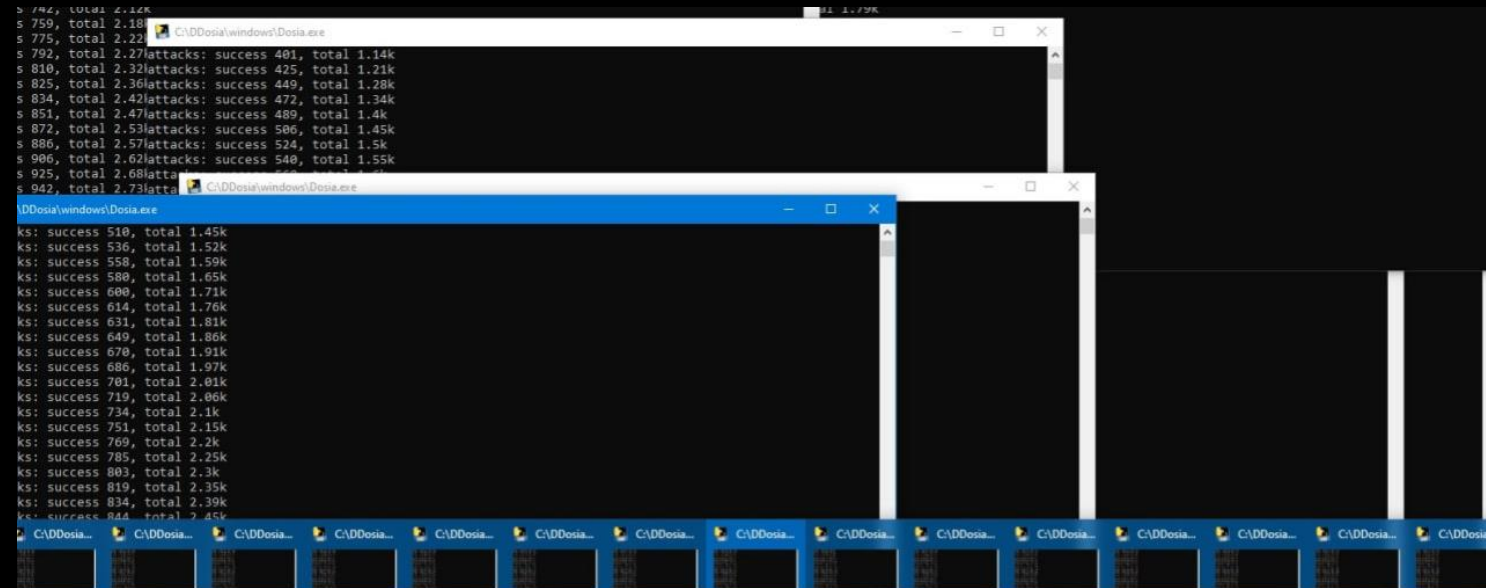 s 742, total 2.12k
s 759, total 2.18
s 775, total 2.22
s 792, total 2.27
s 810, total 2.32
s 825, total 2.36
s 834, total 2.42
s 851, total 2.47
s 872, total 2.53
s 886, total 2.57
s 906, total 2.62
s 925, total 2.68
s 942, total 2.73
total 1.79k
C:\DDosia\windows\Dosia.exe
attacks: success 401, total 1.14k
attacks: success 425, total 1.21k
attacks: success 449, total 1.28k
attacks: success 472, total 1.34k
attacks: success 489, total 1.4k
attacks: success 506, total 1.45k
attacks: success 524, total 1.5k
attacks: success 540, total 1.55k
atta
atta
C:\DDosia\windows\Dosia.exe
\DDosia\windows\Dosia.exe
ks: success 510, total 1.45k
ks: success 536, total 1.52k
ks: success 558, total 1.59k
ks: success 580, total 1.65k
ks: success 600, total 1.71k
ks: success 614, total 1.76k
ks: success 631, total 1.81k
ks: success 649, total 1.86k
ks: success 670, total 1.91k
ks: success 686, total 1.97k
ks: success 701, total 2.01k
ks: success 719, total 2.06k
ks: success 734, total 2.1k
ks: success 751, total 2.15k
ks: success 769, total 2.2k
ks: success 785, total 2.25k
ks: success 803, total 2.3k
ks: success 819, total 2.35k
ks: success 834, total 2.39k
ks: success 844, total 2.45k
C:\DDosia... C:\DDosia... C:\DDosia... C:\DDosia... C:\DDosia... C:\DDosia... C:\DDosia... C:\DDosia... C:\DDosia... C:\DDosia... C:\DDosia... C:\DDosia... C:\DDosia... C:\DDosia... C:\DDosia